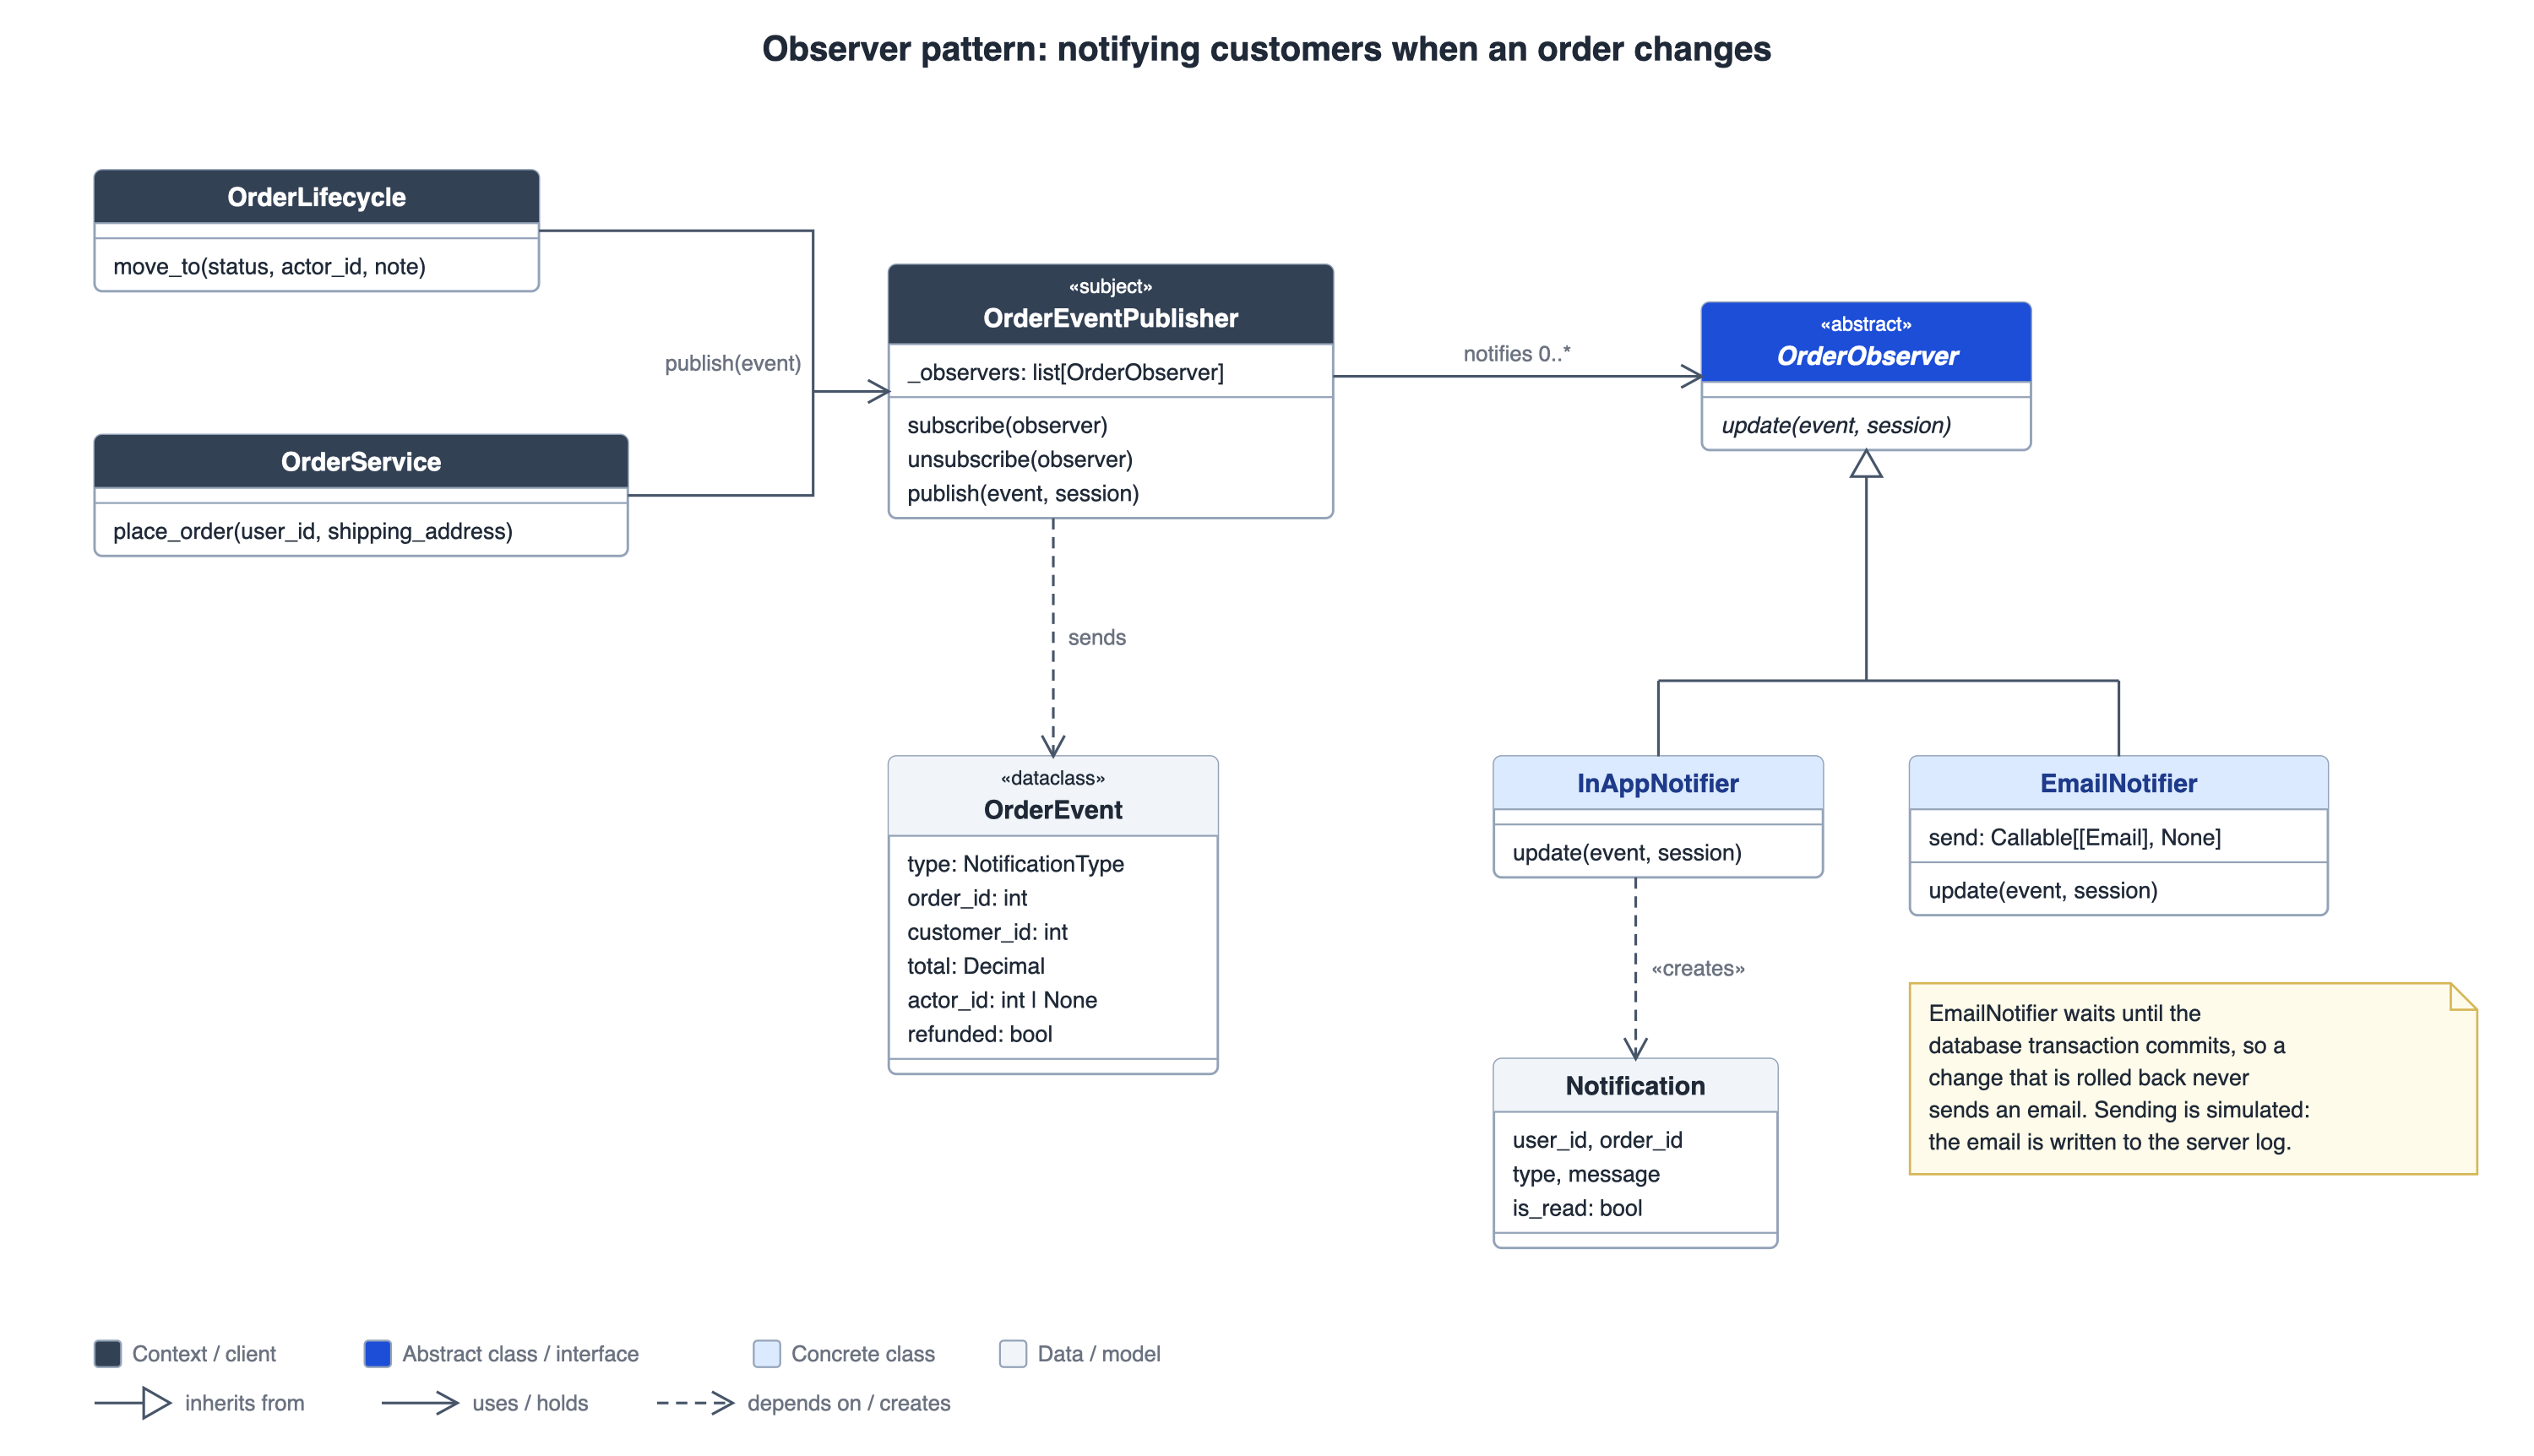 Observer pattern: notifying customers when an order changes
OrderLifecycle
move_to(status, actor_id, note)
OrderService
place_order(user_id, shipping_address)
publish(event)
«subject»
OrderEventPublisher
_observers: list[OrderObserver]
subscribe(observer)
unsubscribe(observer)
publish(event, session)
notifies 0..*
«abstract»
OrderObserver
update(event, session)
sends
«dataclass»
OrderEvent
type: NotificationType
order_id: int
customer_id: int
total: Decimal
actor_id: int | None
refunded: bool
InAppNotifier
update(event, session)
EmailNotifier
send: Callable[[Email], None]
update(event, session)
«creates»
Notification
user_id, order_id
type, message
is_read: bool
EmailNotifier waits until the
database transaction commits, so a
change that is rolled back never
sends an email. Sending is simulated:
the email is written to the server log.
Context / client
Abstract class / interface
Concrete class
Data / model
inherits from
uses / holds
depends on / creates